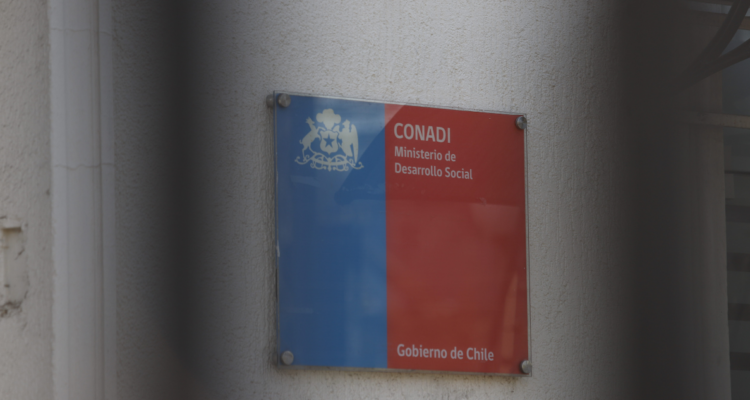 CONADI
Ministerio de
Desarrollo Social
Gobierno de Chile